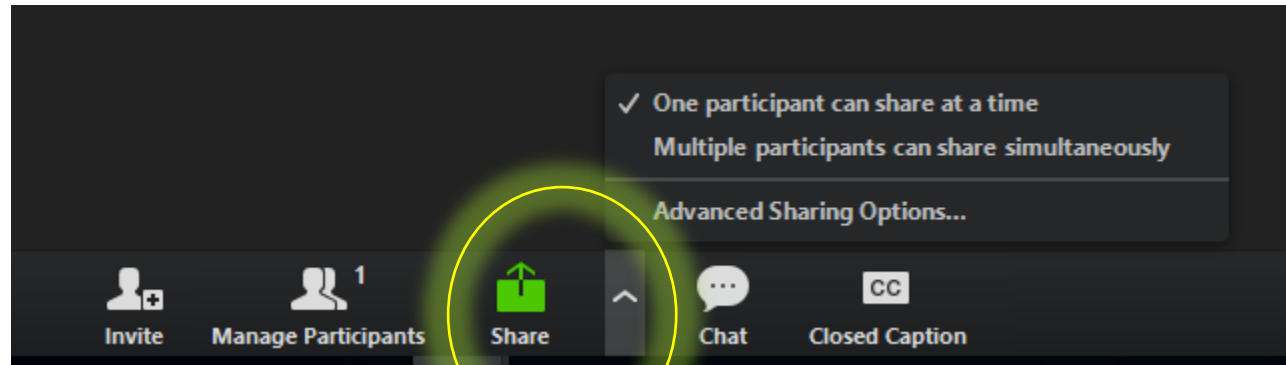 ✓ One participant can share at a time
Multiple participants can share simultaneously
Advanced Sharing Options...
1
Invite Manage Participants Share Chat CC Closed Caption